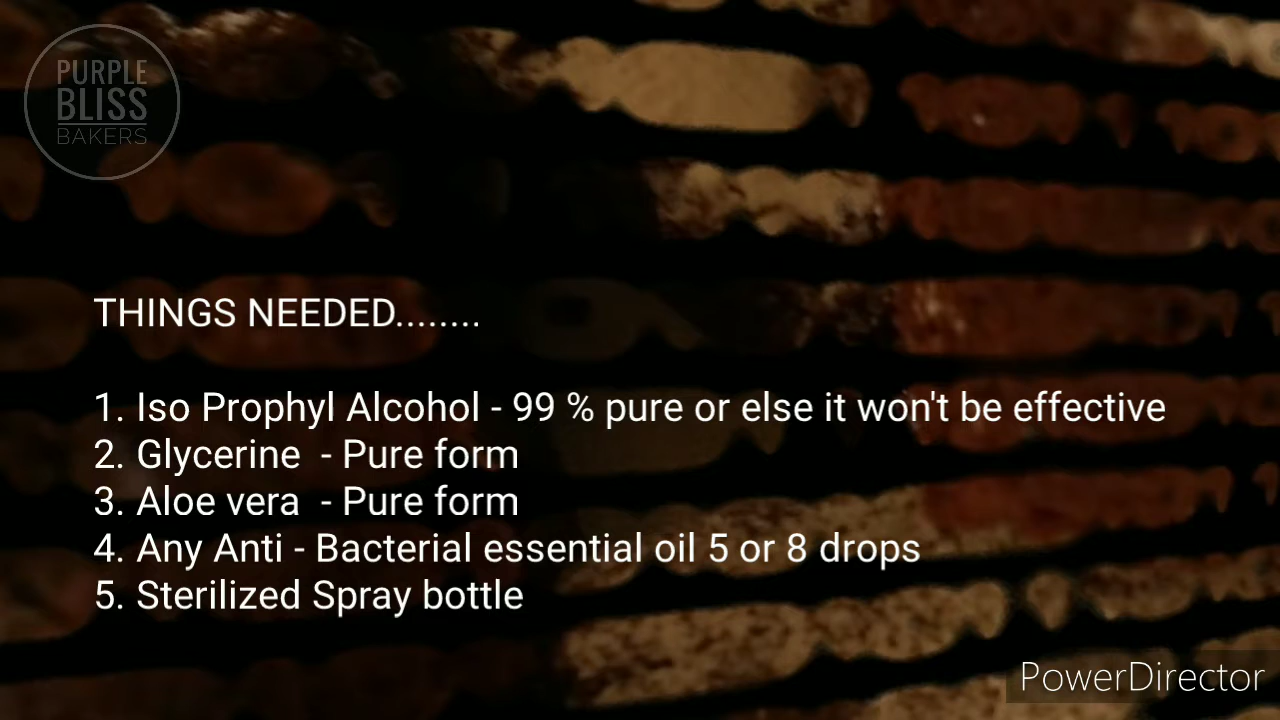 PURPLE
BLISS
BAKERS
THINGS NEEDED........
1. Iso Prophyl Alcohol - 99 % pure or else it won't be effective
2. Glycerine  - Pure form
3. Aloe vera  - Pure form
4. Any Anti - Bacterial essential oil 5 or 8 drops
5. Sterilized Spray bottle
PowerDirector